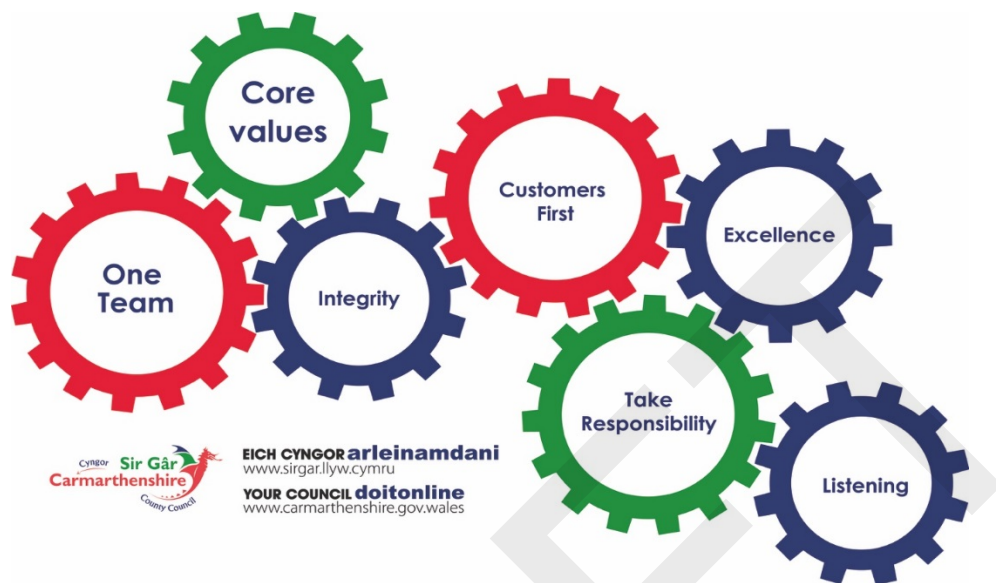 Core
values
One
Team
Integrity
Customers
First
Excellence
Take
Responsibility
Listening
Cyngor Sir Gâr
Carmarthenshire
County Council
EICH CYNGOR arleinamdani
www.sirgar.llyw.cymru
YOUR COUNCIL doitonline
www.carmarthenshire.gov.wales